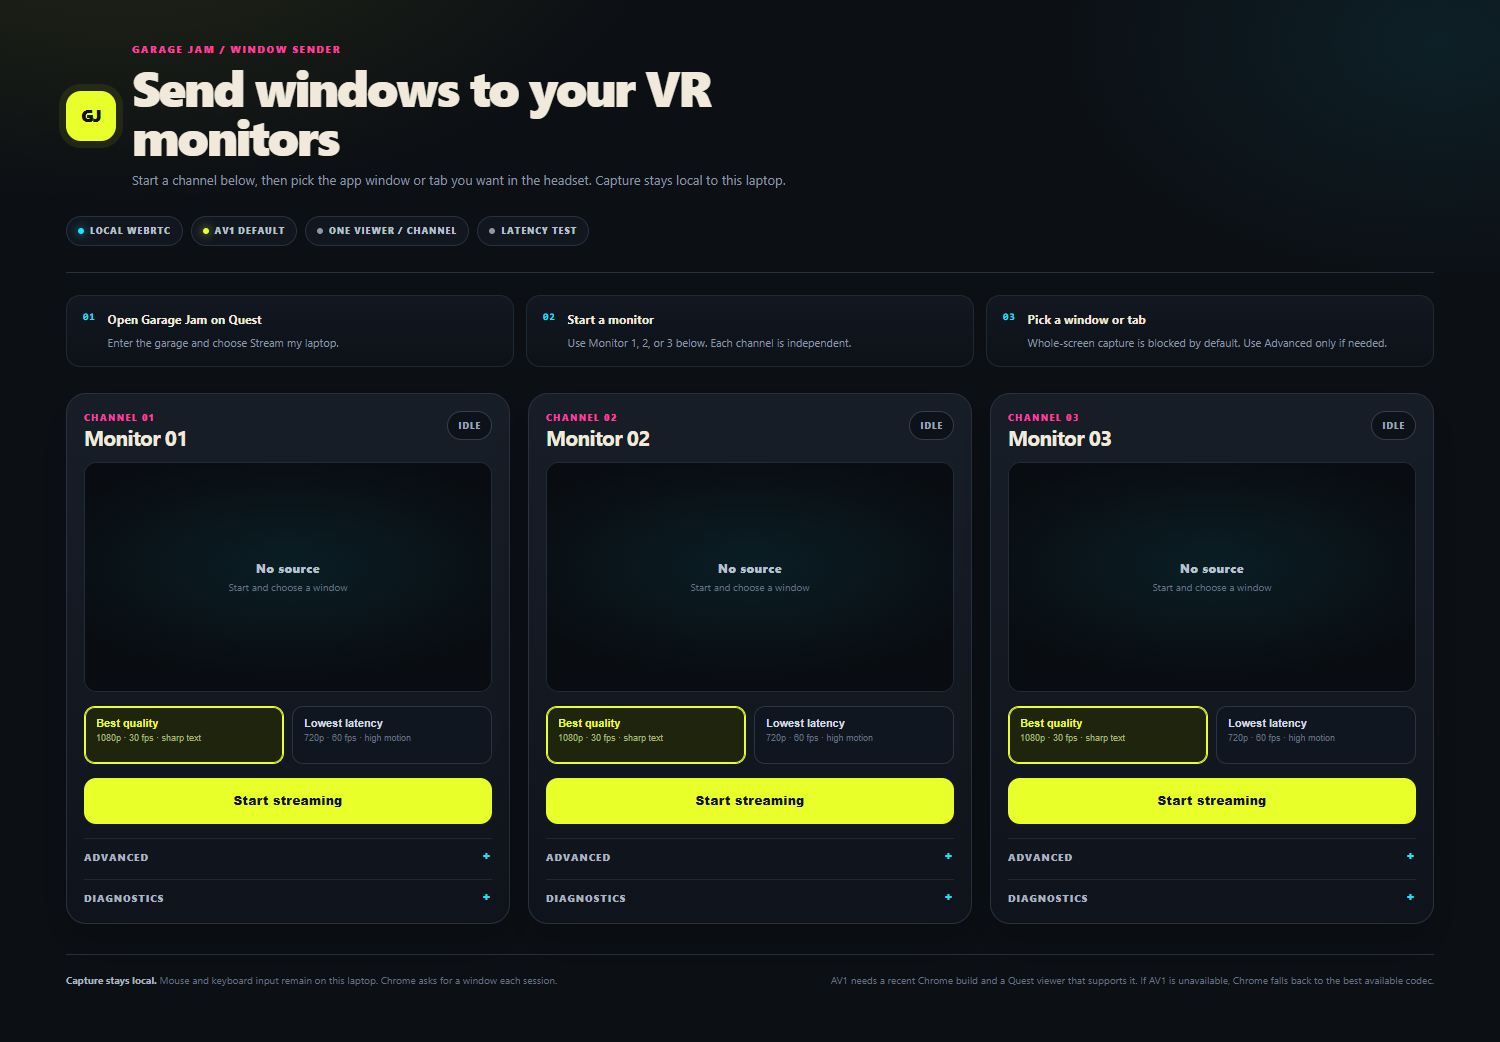 GARAGE JAM / WINDOW SENDER
GJ
Send windows to your VR
monitors
Start a channel below, then pick the app window or tab you want in the headset. Capture stays local to this laptop.
LOCAL WEBRTC
AV1 DEFAULT
ONE VIEWER / CHANNEL
LATENCY TEST
01 Open Garage Jam on Quest
Enter the garage and choose Stream my laptop.
02 Start a monitor
Use Monitor 1, 2, or 3 below. Each channel is independent.
03 Pick a window or tab
Whole-screen capture is blocked by default. Use Advanced only if needed.
CHANNEL 01
Monitor 01
IDLE
No source
Start and choose a window
Best quality
1080p · 30 fps · sharp text
Lowest latency
720p · 60 fps · high motion
Start streaming
ADVANCED +
DIAGNOSTICS +
CHANNEL 02
Monitor 02
IDLE
No source
Start and choose a window
Best quality
1080p · 30 fps · sharp text
Lowest latency
720p · 60 fps · high motion
Start streaming
ADVANCED +
DIAGNOSTICS +
CHANNEL 03
Monitor 03
IDLE
No source
Start and choose a window
Best quality
1080p · 30 fps · sharp text
Lowest latency
720p · 60 fps · high motion
Start streaming
ADVANCED +
DIAGNOSTICS +
Capture stays local. Mouse and keyboard input remain on this laptop. Chrome asks for a window each session.
AV1 needs a recent Chrome build and a Quest viewer that supports it. If AV1 is unavailable, Chrome falls back to the best available codec.